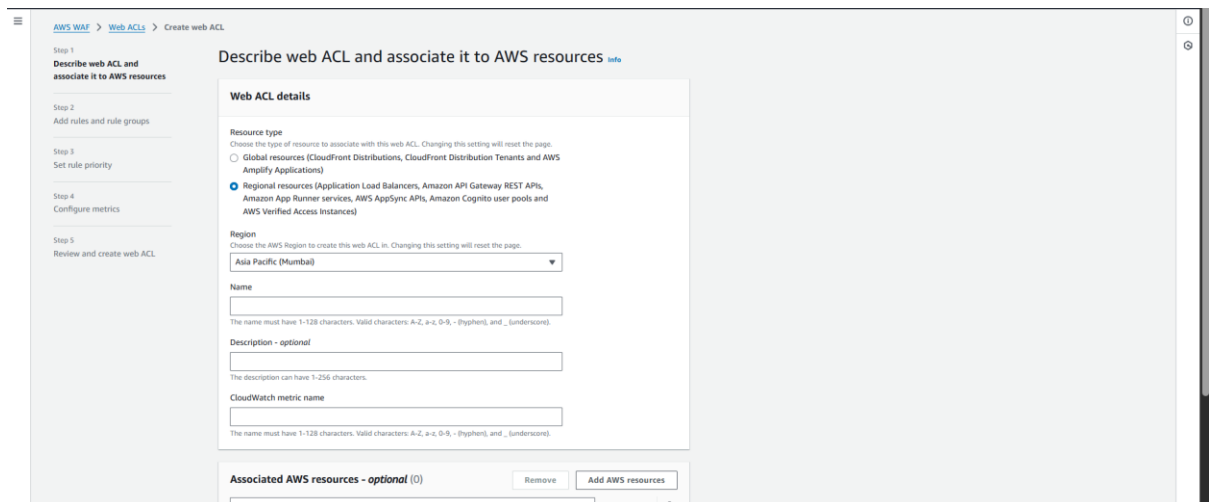 AWS WAF > Web ACLs > Create web ACL
Step 1
Describe web ACL and
associate it to AWS resources
Step 2
Add rules and rule groups
Step 3
Set rule priority
Step 4
Configure metrics
Step 5
Review and create web ACL
Describe web ACL and associate it to AWS resources Info
Web ACL details
Resource type
Choose the type of resource to associate with this web ACL. Changing this setting will reset the page.
Global resources (CloudFront Distributions, CloudFront Distribution Tenants and AWS
Amplify Applications)
Regional resources (Application Load Balancers, Amazon API Gateway REST APIs,
Amazon App Runner services, AWS AppSync APIs, Amazon Cognito user pools and
AWS Verified Access Instances)
Region
Choose the AWS Region to create this web ACL in. Changing this setting will reset the page.
Asia Pacific (Mumbai)
Name
The name must have 1-128 characters. Valid characters: A-Z, a-z, 0-9, - (hyphen), and _ (underscore).
Description - optional
The description can have 1-256 characters.
CloudWatch metric name
The name must have 1-128 characters. Valid characters: A-Z, a-z, 0-9, - (hyphen), and _ (underscore).
Associated AWS resources - optional (0) Remove Add AWS resources